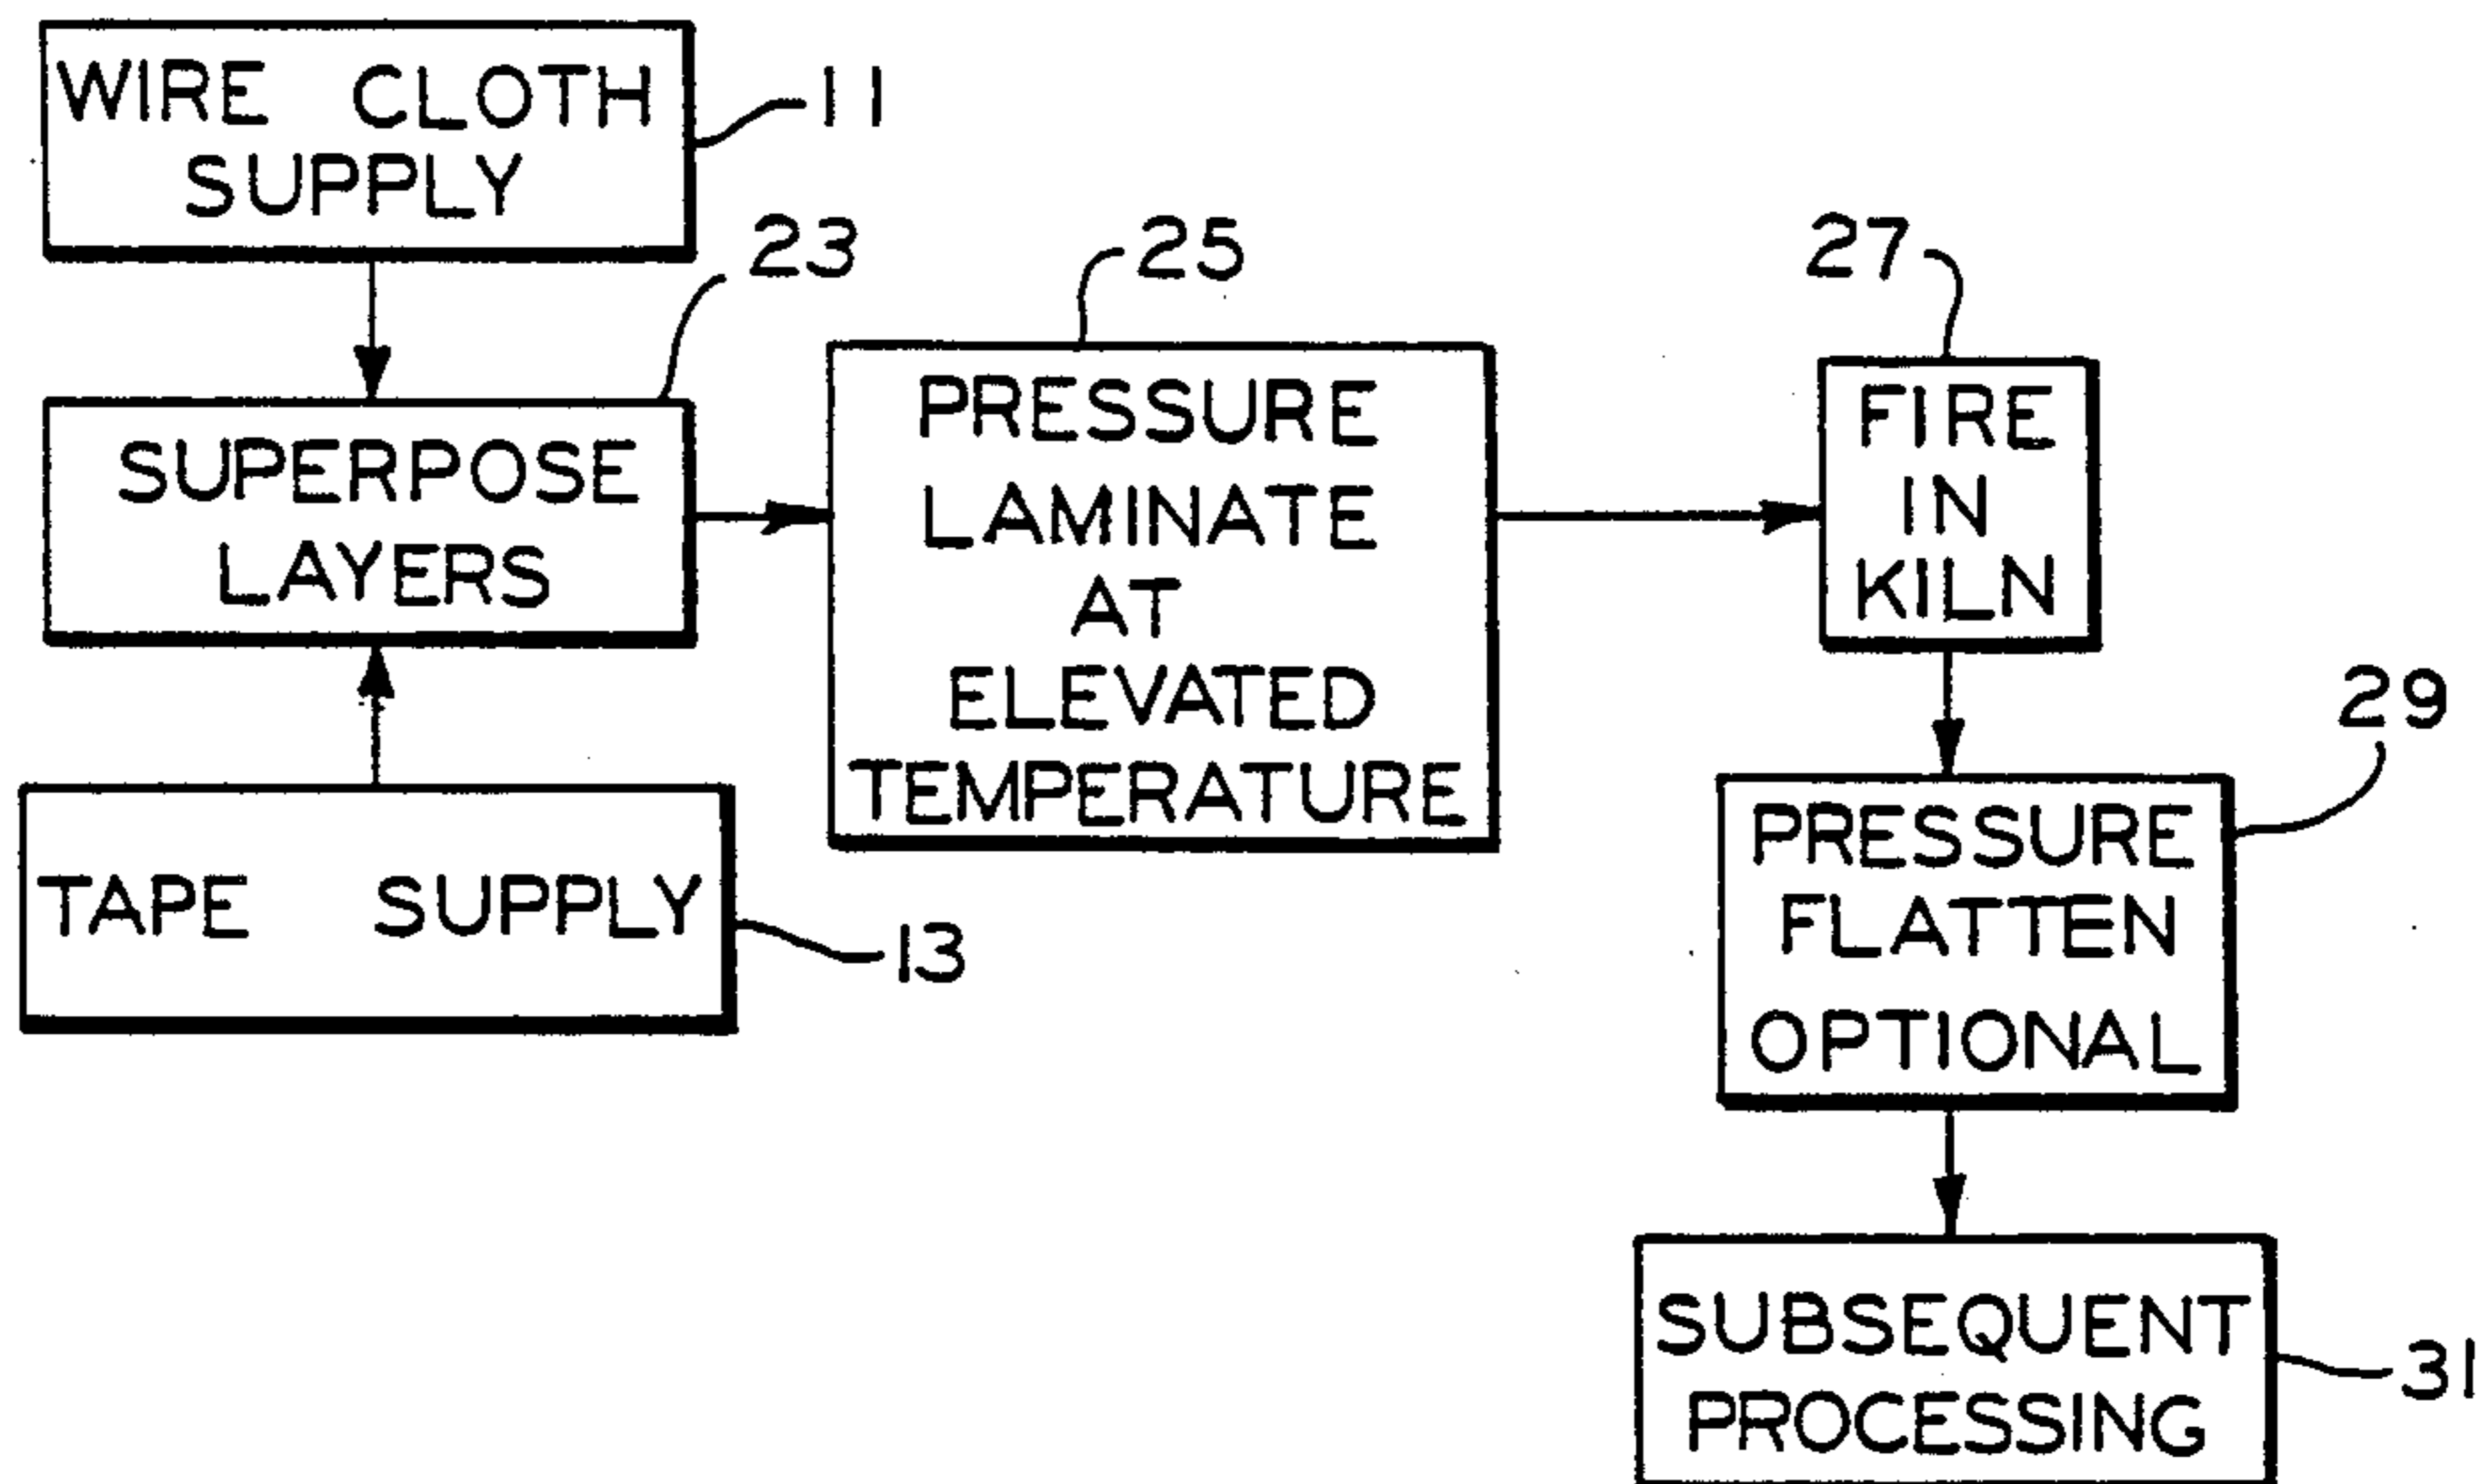 WIRE CLOTH
SUPPLY
11
23
SUPERPOSE
LAYERS
TAPE SUPPLY
13
25
PRESSURE
LAMINATE
AT
ELEVATED
TEMPERATURE
27
FIRE
IN
KILN
29
PRESSURE
FLATTEN
OPTIONAL
SUBSEQUENT
PROCESSING
31